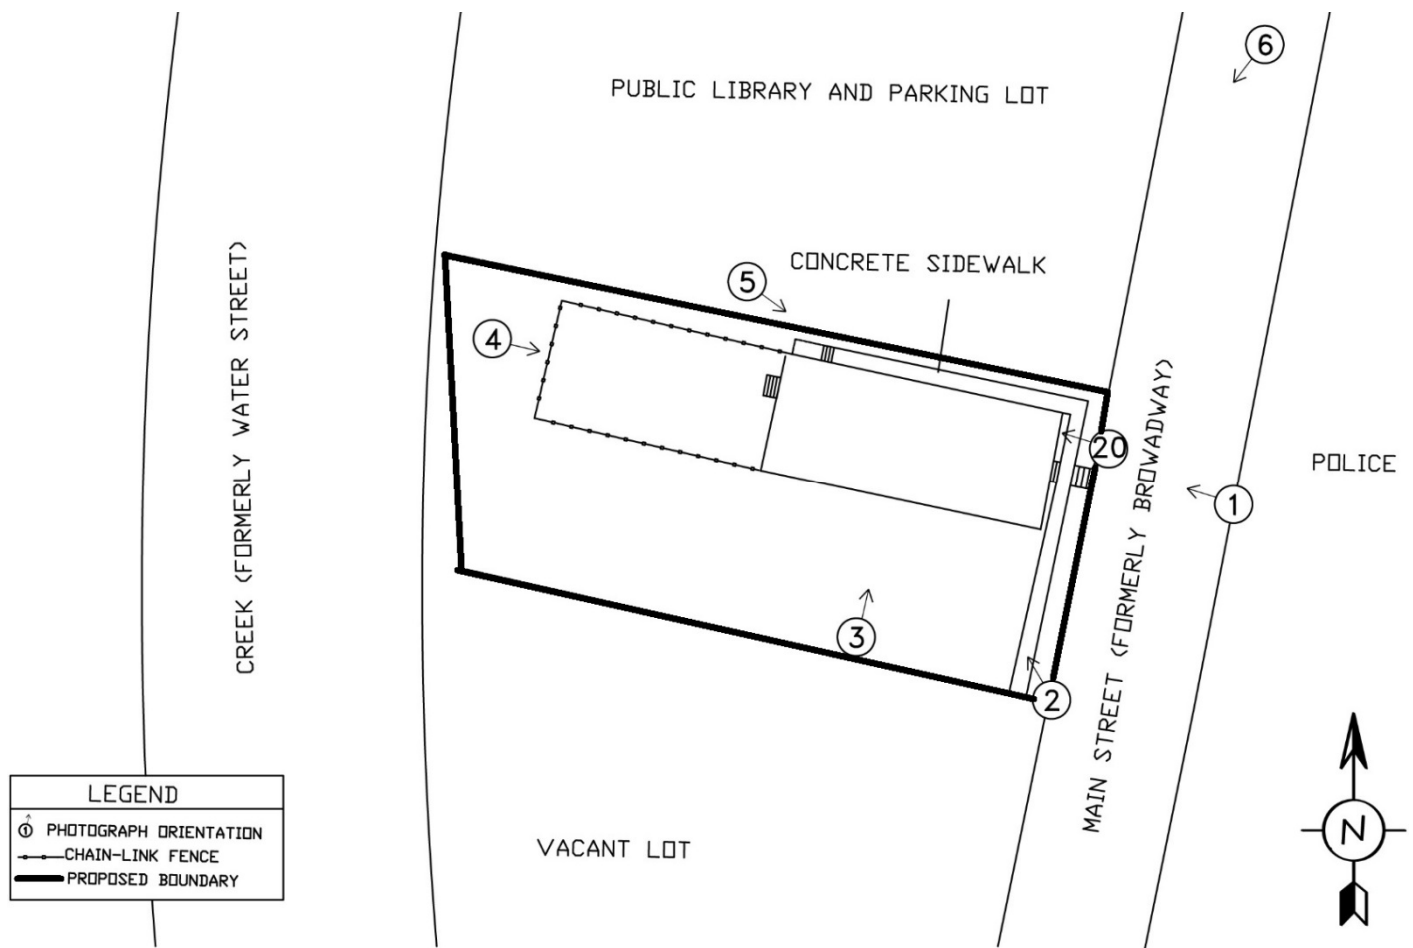 6
PUBLIC LIBRARY AND PARKING LOT
CONCRETE SIDEWALK
5
4
CREEK (FORMERLY WATER STREET)
20
MAIN STREET (FORMERLY BROWADWAY)
POLICE
1
3
2
LEGEND
1 PHOTOGRAPH ORIENTATION
CHAIN-LINK FENCE
PROPOSED BOUNDARY
VACANT LOT
N